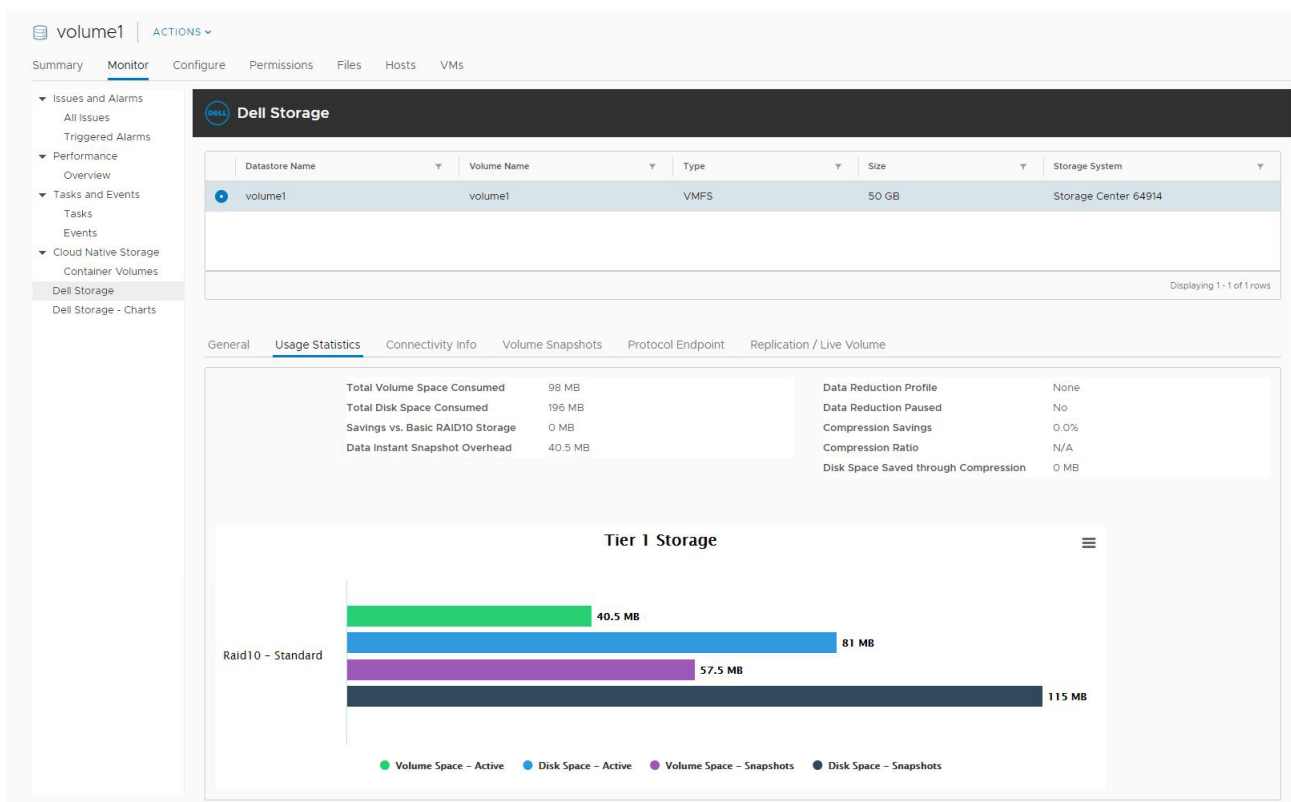 volume1 ACTIONS
Summary Monitor Configure Permissions Files Hosts VMs
Issues and Alarms
All Issues
Triggered Alarms
Performance
Overview
Tasks and Events
Tasks
Events
Cloud Native Storage
Container Volumes
Dell Storage
Dell Storage - Charts
DELL Dell Storage
Datastore Name Volume Name Type Size Storage System
volume1 volume1 VMFS 50 GB Storage Center 64914
Displaying 1 - 1 of 1 rows
General Usage Statistics Connectivity Info Volume Snapshots Protocol Endpoint Replication / Live Volume
Total Volume Space Consumed 98 MB
Total Disk Space Consumed 196 MB
Savings vs. Basic RAID10 Storage 0 MB
Data Instant Snapshot Overhead 40.5 MB
Data Reduction Profile None
Data Reduction Paused No
Compression Savings 0.0%
Compression Ratio N/A
Disk Space Saved through Compression 0 MB
Tier 1 Storage
40.5 MB
81 MB
Raid10 - Standard
57.5 MB
115 MB
Volume Space - Active Disk Space - Active Volume Space - Snapshots Disk Space - Snapshots